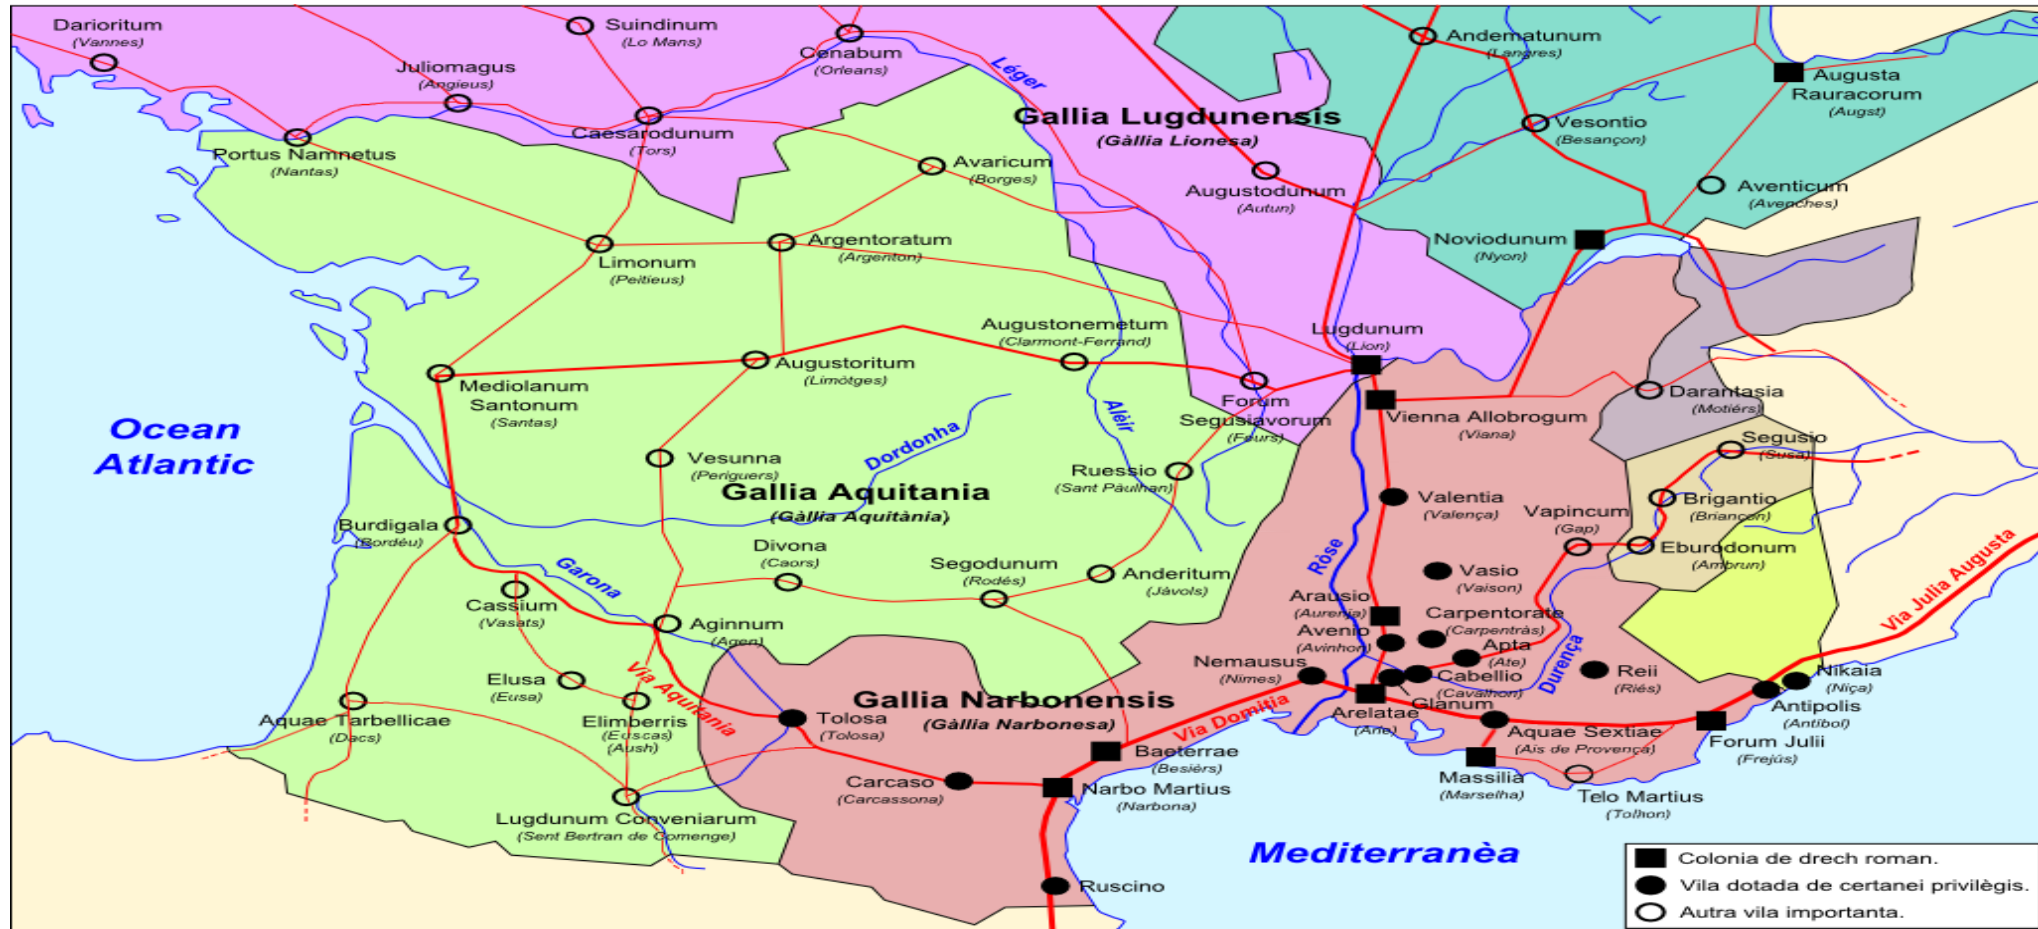 Darioritum
(Vannes)
Suindinum
(Lo Mans)
Cenabum
(Orleans)
Juliomagus
(Angieus)
Caesarodunum
(Tors)
Portus Namnetus
(Nantas)
Léger
Gallia Lugdunensis
(Gàllia Lionesa)
Andematunum
(Langres)
Augusta
Rauracorum
(Augst)
Vesontio
(Besançon)
Avaricum
(Borges)
Augustodunum
(Autun)
Aventicum
(Avenches)
Limonum
(Peitieus)
Argentoratum
(Argenton)
Noviodunum
(Nyon)
Augustonemetum
(Clarmont-Ferrand)
Lugdunum
(Lion)
Mediolanum
Santonum
(Santas)
Augustoritum
(Limòtges)
Forum
Segusiavorum
(Feurs)
Vienna Allobrogum
(Viana)
Darantasia
(Motiérs)
Ocean
Atlantic
Dordonha
Alèir
Segusio
(Susa)
Vesunna
(Periguers)
Ruessio
(Sant Pàulhan)
Gallia Aquitania
(Gàllia Aquitània)
Valentia
(Valença)
Brigantio
(Briançon)
Vapincum
(Gap)
Burdigala
(Bordèu)
Eburodonum
(Ambrun)
Garona
Divona
(Caors)
Segodunum
(Rodés)
Anderitum
(Jàvols)
Ròse
Vasio
(Vaison)
Via Julia Augusta
Cassium
(Vasats)
Arausio
(Aurenja)
Carpentorate
(Carpentràs)
Aginnum
(Agen)
Avenio
(Avinhon)
Apta
(Ate)
Durença
Via Aquitania
Elusa
(Eusa)
Nemausus
(Nimes)
Cabellio
(Cavalhon)
Reii
(Riés)
Nikaia
(Niça)
Gallia Narbonensis
(Gàllia Narbonesa)
Glanum
Arelatae
(Arle)
Antipolis
(Antíbol)
Aquae Tarbellicae
(Dacs)
Elimberris
(Euscas)
(Aush)
Tolosa
(Tolosa)
Via Domitia
Aquae Sextiae
(Ais de Provença)
Forum Julii
(Frejús)
Baeterrae
(Besièrs)
Carcaso
(Carcassona)
Narbo Martius
(Narbona)
Massilia
(Marselha)
Telo Martius
(Tolhon)
Lugdunum Conveniarum
(Sent Bertran de Comenge)
Mediterranèa
Ruscino
Colonia de drech roman.
Vila dotada de certanei privilègis.
Autra vila importanta.